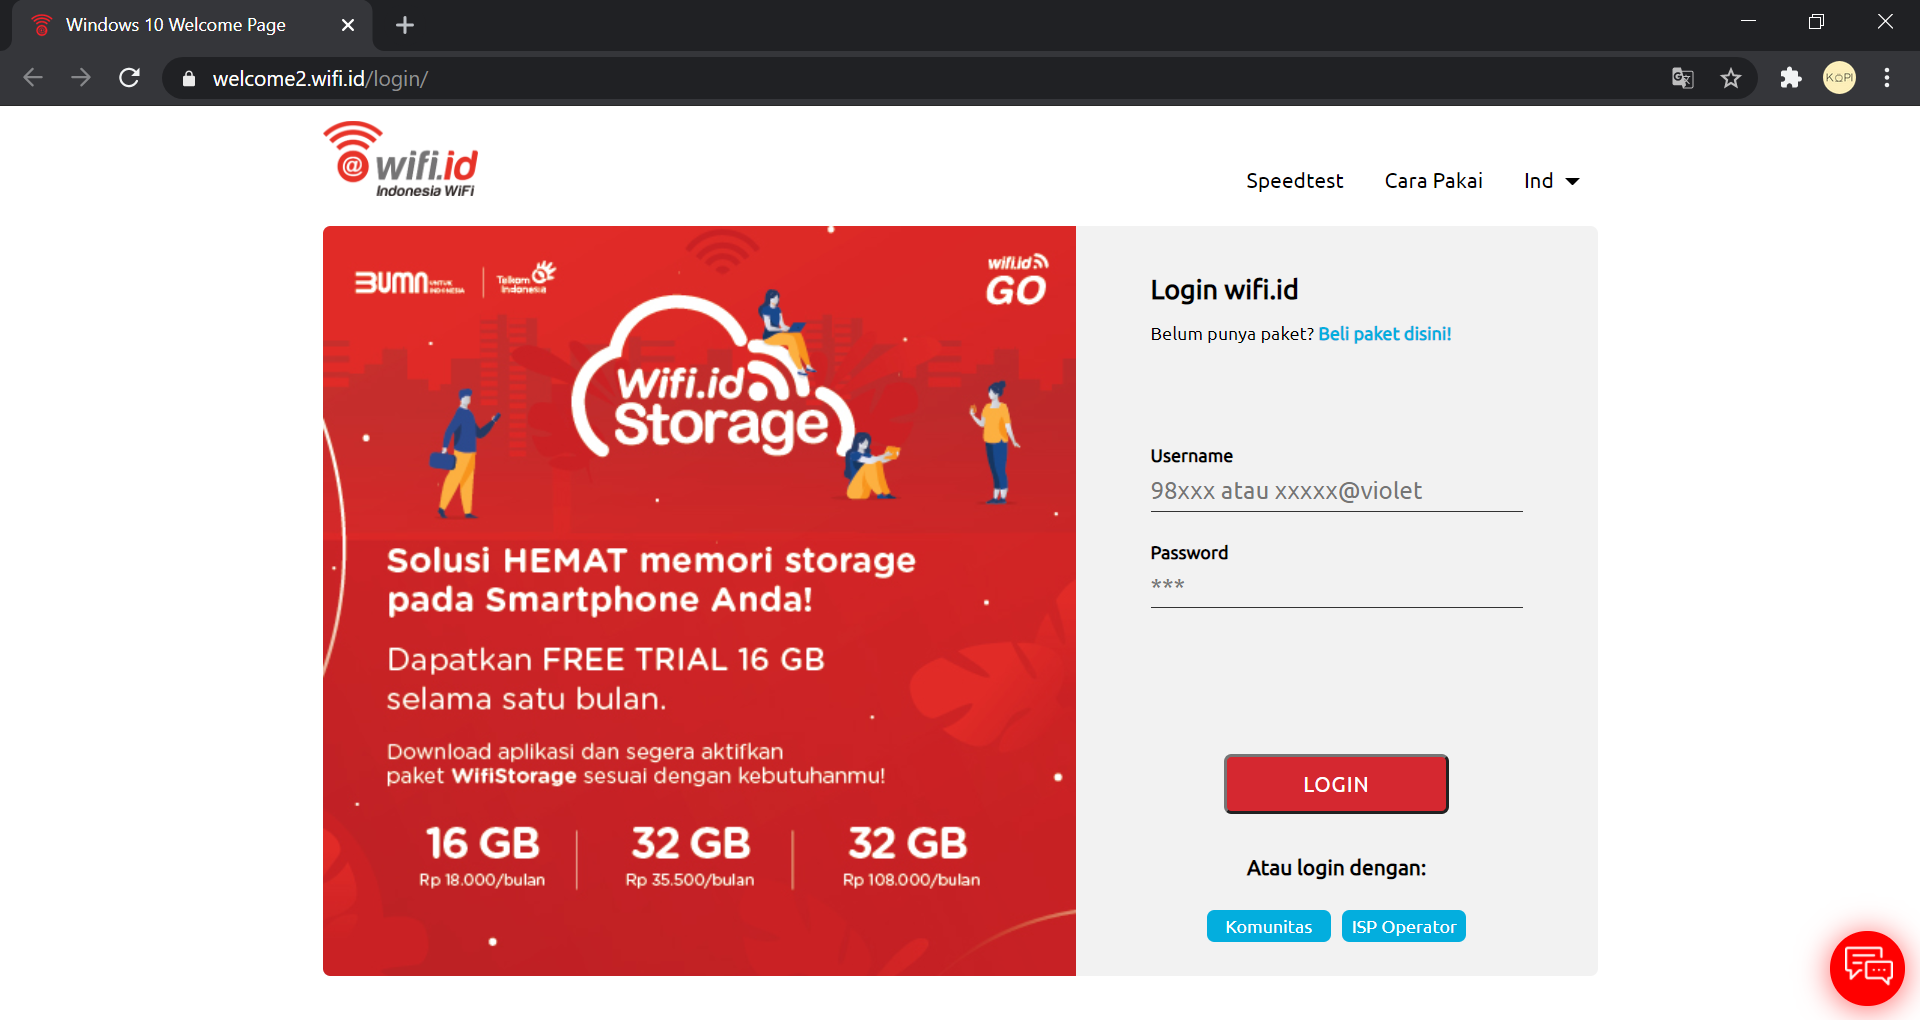 Windows 10 Welcome Page
welcome2.wifi.id/login/
KOPI
@wifi.id
Indonesia WiFi
Speedtest
Cara Pakai
Ind
BUMN UNTUK INDONESIA
Telkom Indonesia
wifi.id
GO
Wifi.id
Storage
Solusi HEMAT memori storage
pada Smartphone Anda!
Dapatkan FREE TRIAL 16 GB
selama satu bulan.
Download aplikasi dan segera aktifkan
paket WifiStorage sesuai dengan kebutuhanmu!
16 GB
Rp 18.000/bulan
32 GB
Rp 35.500/bulan
32 GB
Rp 108.000/bulan
Login wifi.id
Belum punya paket? Beli paket disini!
Username
98xxx atau xxxxx@violet
Password
***
LOGIN
Atau login dengan:
Komunitas
ISP Operator